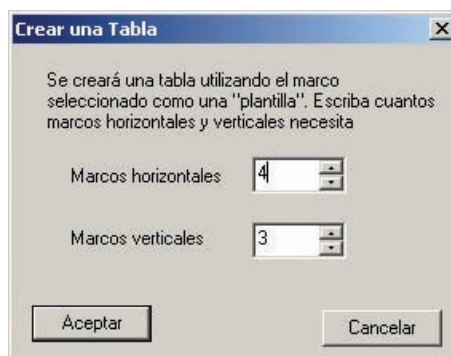 Crear una Tabla
Se creará una tabla utilizando el marco
seleccionado como una "plantilla". Escriba cuantos
marcos horizontales y verticales necesita
Marcos horizontales 4
Marcos verticales 3
Aceptar Cancelar